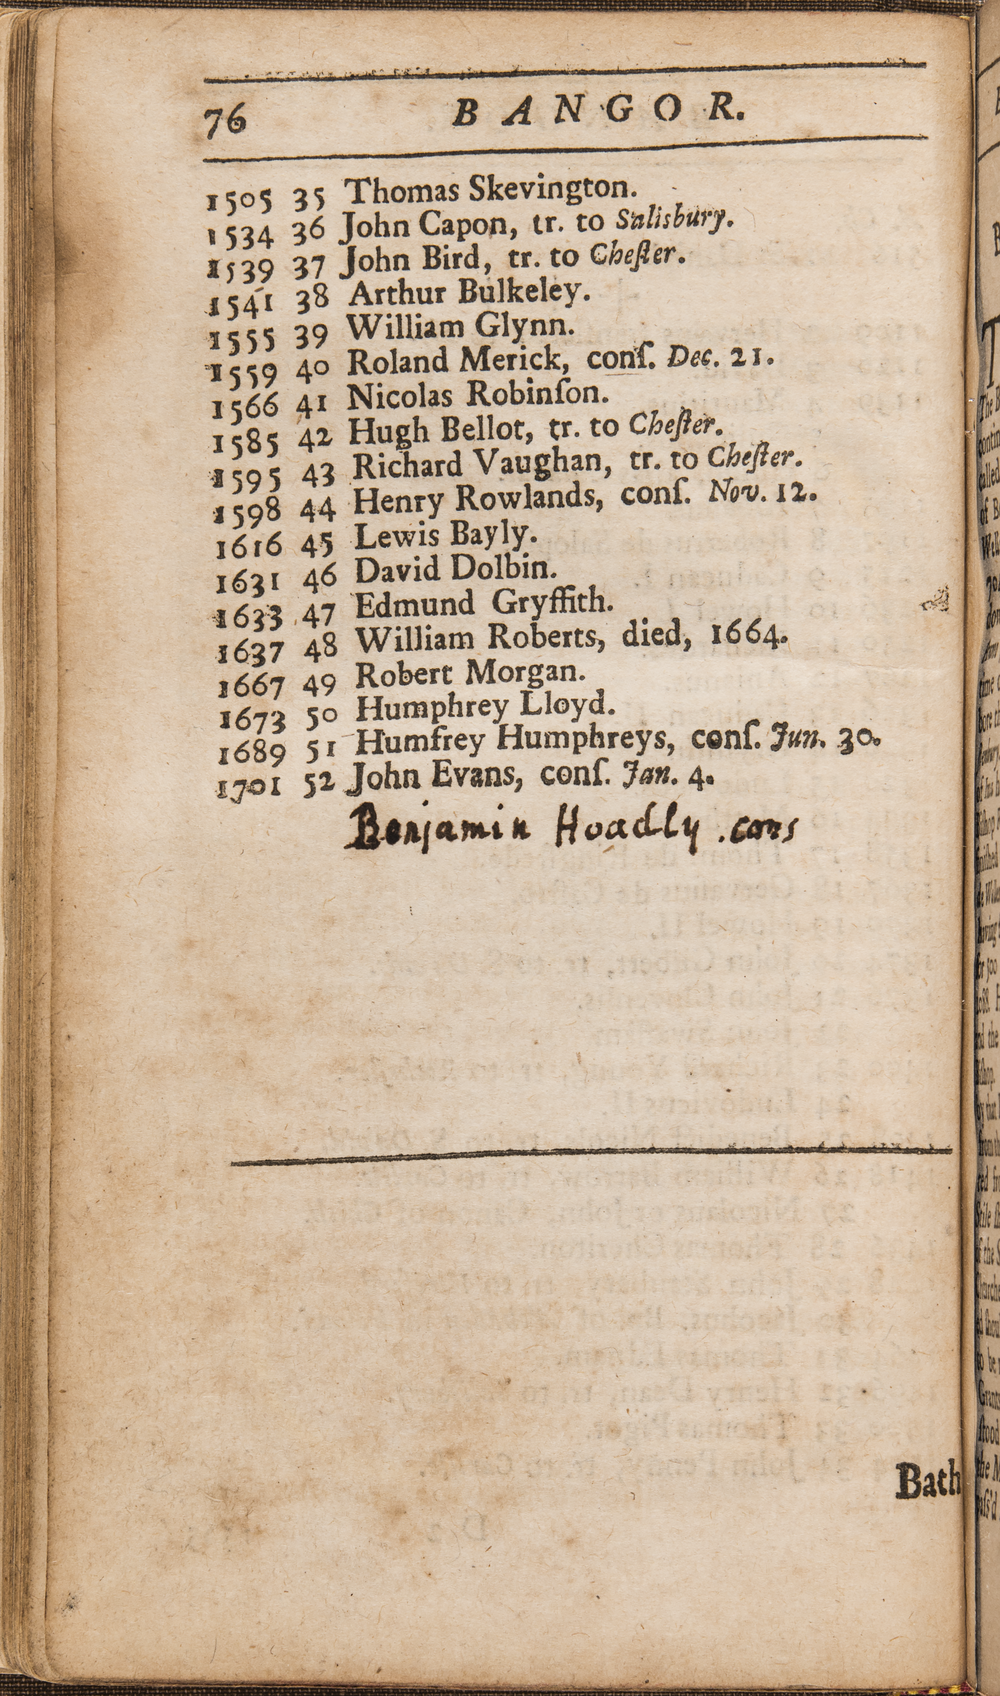 76 BANGOR.
1505 35 Thomas Skevington.
1534 36 John Capon, tr. to Salisbury.
1539 37 John Bird, tr. to Cheſter.
1541 38 Arthur Bulkeley.
1555 39 William Glynn.
1559 40 Roland Merick, conſ. Dec. 21.
1566 41 Nicolas Robinſon.
1585 42 Hugh Bellot, tr. to Cheſter.
1595 43 Richard Vaughan, tr. to Cheſter.
1598 44 Henry Rowlands, conſ. Nov. 12.
1616 45 Lewis Bayly.
1631 46 David Dolbin.
1633 47 Edmund Gryffith.
1637 48 William Roberts, died, 1664.
1667 49 Robert Morgan.
1673 50 Humphrey Lloyd.
1689 51 Humfrey Humphreys, conſ. Jun. 30.
1701 52 John Evans, conſ. Jan. 4.
Benjamin Hoadly .cons
Bath